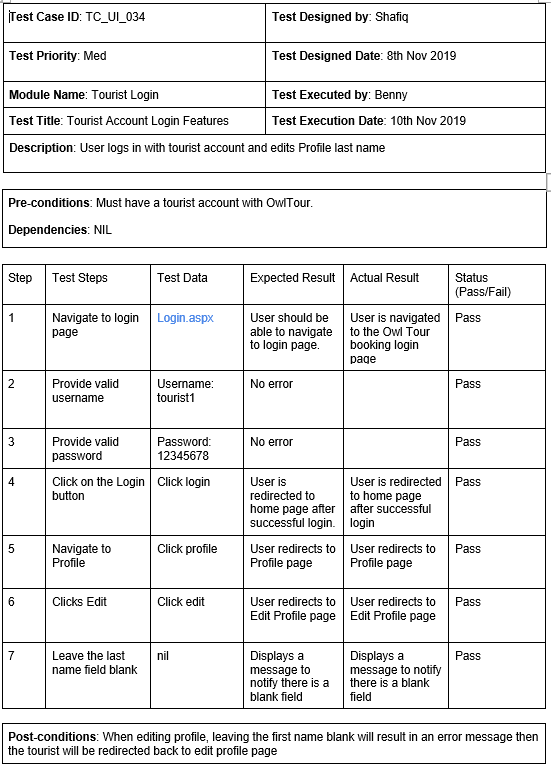 Test Case ID: TC_UI_034
Test Designed by: Shafiq
Test Priority: Med
Test Designed Date: 8th Nov 2019
Module Name: Tourist Login
Test Executed by: Benny
Test Title: Tourist Account Login Features
Test Execution Date: 10th Nov 2019
Description: User logs in with tourist account and edits Profile last name
Pre-conditions: Must have a tourist account with OwlTour.
Dependencies: NIL
Step
Test Steps
Test Data
Expected Result
Actual Result
Status
(Pass/Fail)
1
Navigate to login
page
Login.aspx
User should be
able to navigate
to login page.
User is navigated
to the Owl Tour
booking login
page
Pass
2
Provide valid
username
Username:
tourist1
No error
Pass
3
Provide valid
password
Password:
12345678
No error
Pass
4
Click on the Login
button
Click login
User is
redirected to
home page after
successful login.
User is redirected
to home page
after successful
login
Pass
5
Navigate to
Profile
Click profile
User redirects to
Profile page
User redirects to
Profile page
Pass
6
Clicks Edit
Click edit
User redirects to
Edit Profile page
User redirects to
Edit Profile page
Pass
7
Leave the last
name field blank
nil
Displays a
message to
notify there is a
blank field
Displays a
message to notify
there is a blank
field
Pass
Post-conditions: When editing profile, leaving the first name blank will result in an error message then
the tourist will be redirected back to edit profile page